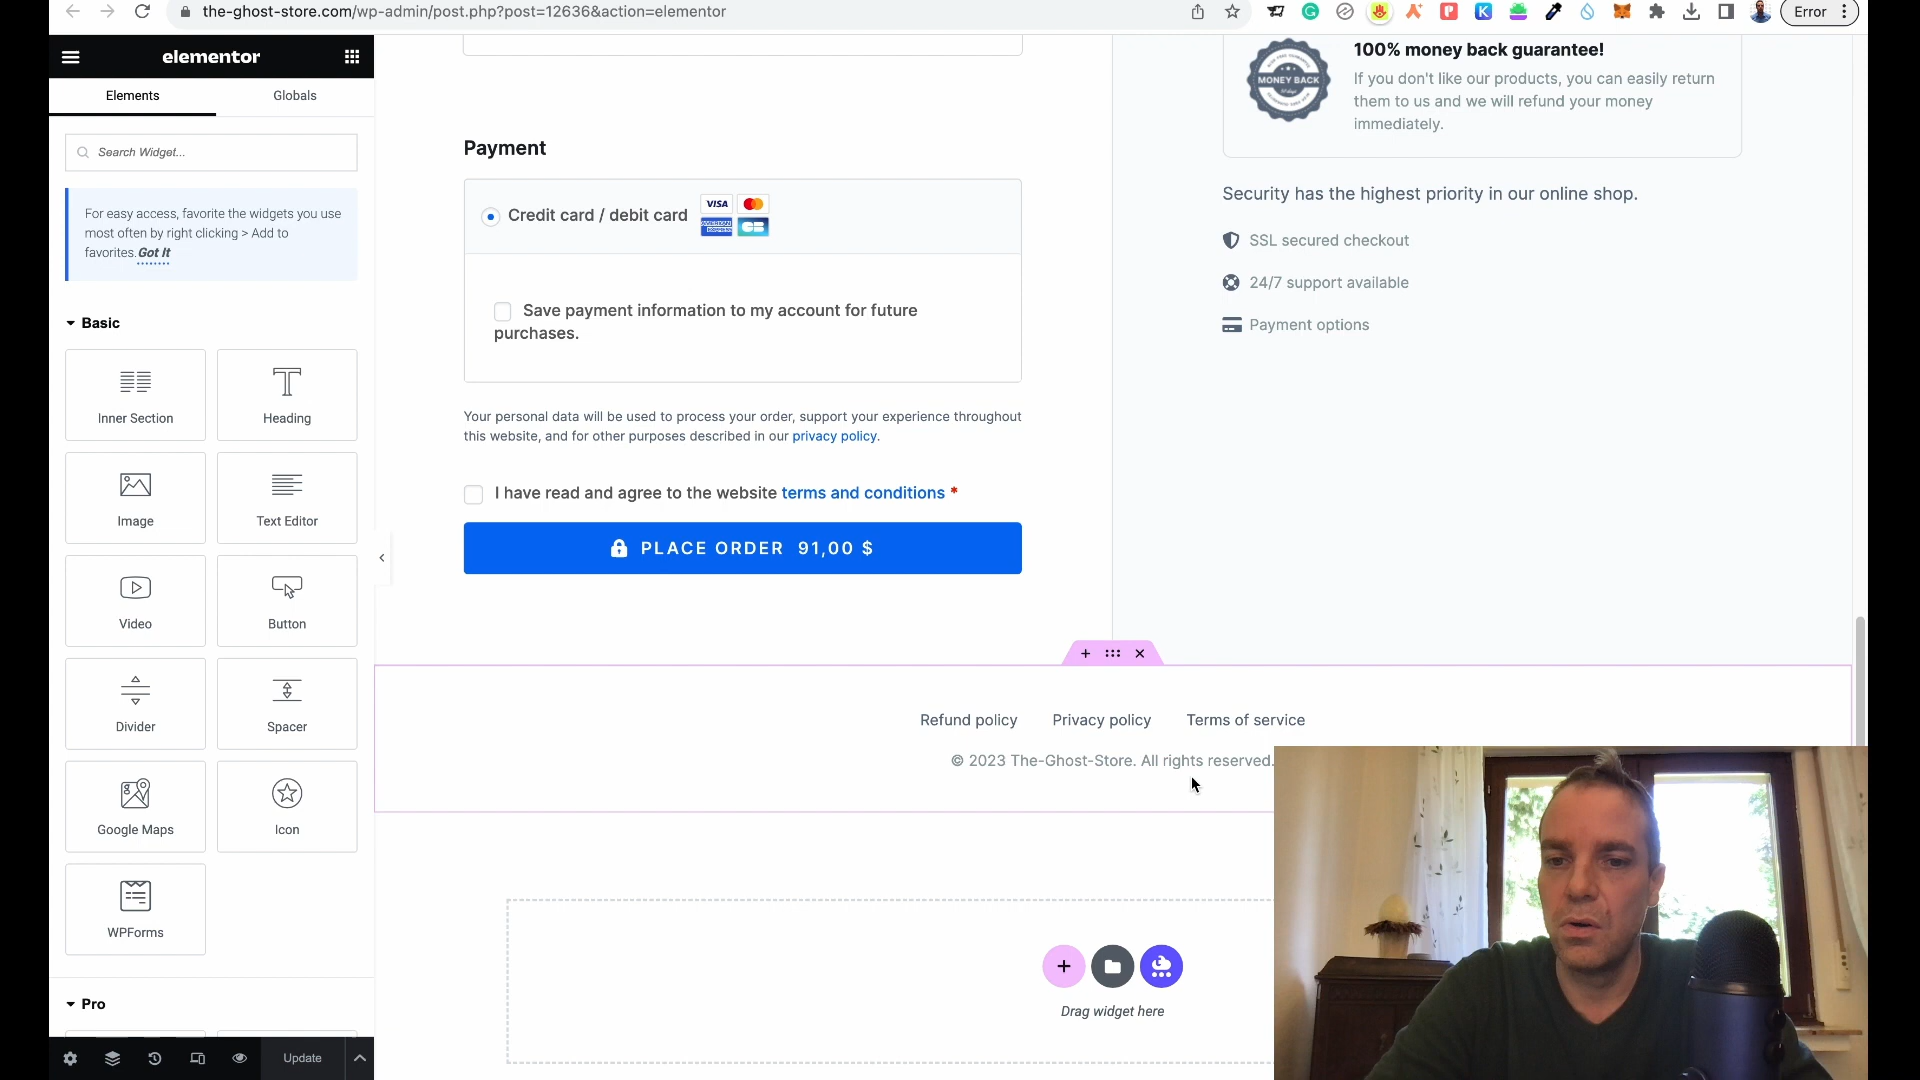 the-ghost-store.com/wp-admin/post.php?post=12636&action=elementor
Error
elementor
Elements
Globals
Search Widget...
For easy access, favorite the widgets you use
most often by right clicking > Add to
favorites. Got It
Basic
Inner Section
Heading
Image
Text Editor
Video
Button
Divider
Spacer
Google Maps
Icon
WPForms
Pro
Update
Payment
Credit card / debit card
VISA
Save payment information to my account for future
purchases.
Your personal data will be used to process your order, support your experience throughout
this website, and for other purposes described in our privacy policy.
I have read and agree to the website terms and conditions *
PLACE ORDER 91,00 $
MONEY BACK
100% money back guarantee!
If you don't like our products, you can easily return
them to us and we will refund your money
immediately.
Security has the highest priority in our online shop.
SSL secured checkout
24/7 support available
Payment options
Refund policy
Privacy policy
Terms of service
© 2023 The-Ghost-Store. All rights reserved.
Drag widget here